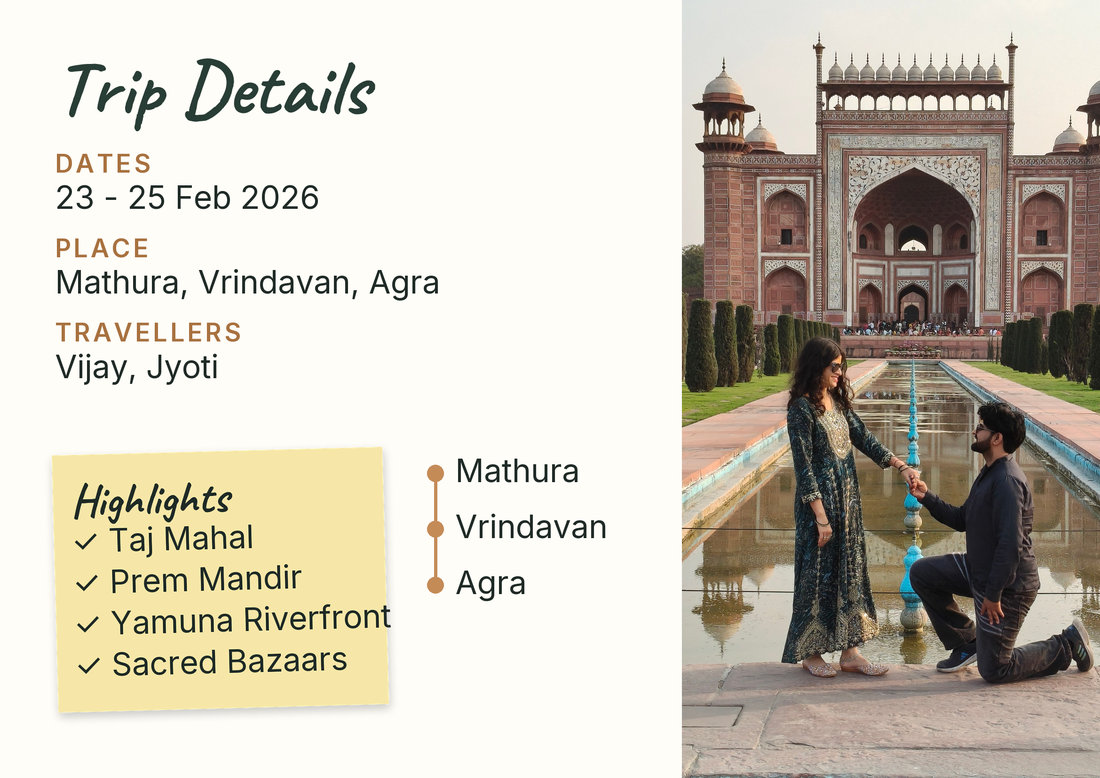 Trip Details
DATES
23 - 25 Feb 2026
PLACE
Mathura, Vrindavan, Agra
TRAVELLERS
Vijay, Jyoti
Highlights
✓ Taj Mahal
✓ Prem Mandir
✓ Yamuna Riverfront
✓ Sacred Bazaars
Mathura
Vrindavan
Agra